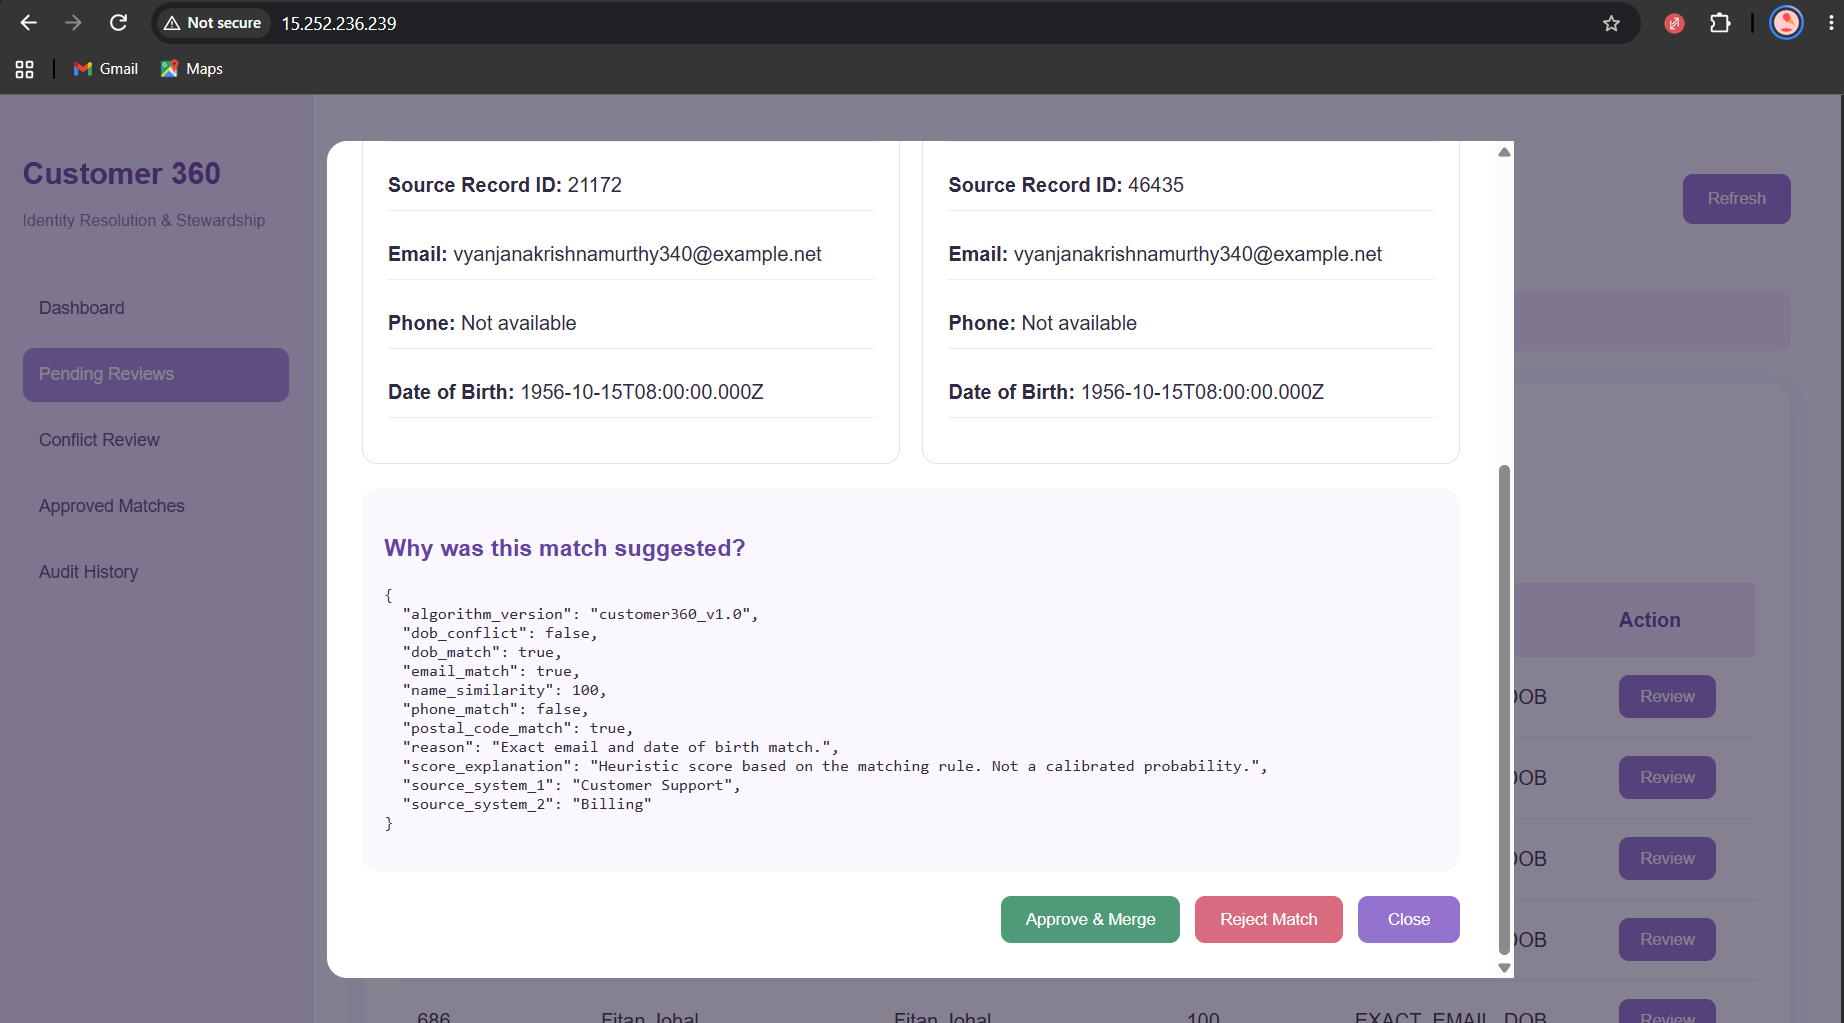 Not secure 15.252.236.239
Gmail Maps
Customer 360
Identity Resolution & Stewardship
Dashboard
Pending Reviews
Conflict Review
Approved Matches
Audit History
Refresh
Source Record ID: 21172
Email: vyanjanakrishnamurthy340@example.net
Phone: Not available
Date of Birth: 1956-10-15T08:00:00.000Z
Source Record ID: 46435
Email: vyanjanakrishnamurthy340@example.net
Phone: Not available
Date of Birth: 1956-10-15T08:00:00.000Z
Why was this match suggested?
{
"algorithm_version": "customer360_v1.0",
"dob_conflict": false,
"dob_match": true,
"email_match": true,
"name_similarity": 100,
"phone_match": false,
"postal_code_match": true,
"reason": "Exact email and date of birth match.",
"score_explanation": "Heuristic score based on the matching rule. Not a calibrated probability.",
"source_system_1": "Customer Support",
"source_system_2": "Billing"
}
Approve & Merge Reject Match Close
Action
Review
Review
Review
Review
686 100 EXACT_EMAIL_DOB Review